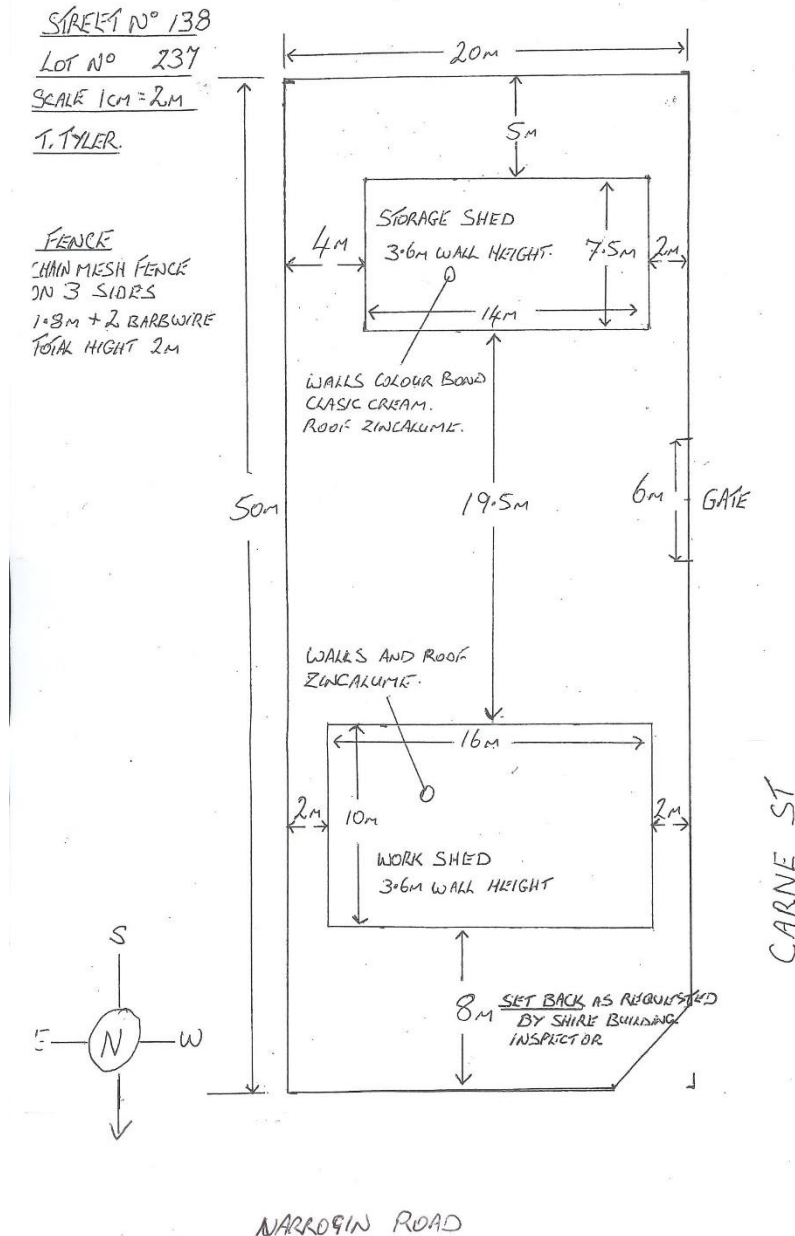 STREET Nº 138
LOT Nº 237
SCALE 1CM = 2M
T. TYLER.
FENCE
CHAIN MESH FENCE
ON 3 SIDES
1.8M + 2 BARBWIRE
TOTAL HIGHT 2M
20M
5M
STORAGE SHED
3.6M WALL HEIGHT.
4M
7.5M
2M
14M
WALLS COLOUR BOND
CLASIC CREAM.
ROOF ZINCALUME.
50M
19.5M
6M
GATE
WALLS AND ROOF
ZINCALUME.
16M
2M
10M
2M
WORK SHED
3.6M WALL HEIGHT
CARNE ST
8M
SET BACK AS REQUESTED
BY SHIRE BUILDING
INSPECTOR
S
E
N
W
NARROGIN ROAD